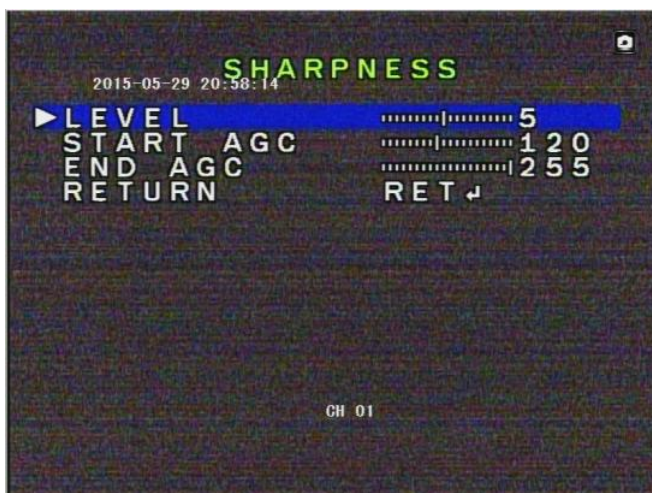 SHARPNESS
2015-05-29 20:58:14
LEVEL 5
START AGC 120
END AGC 255
RETURN RET↲
CH 01